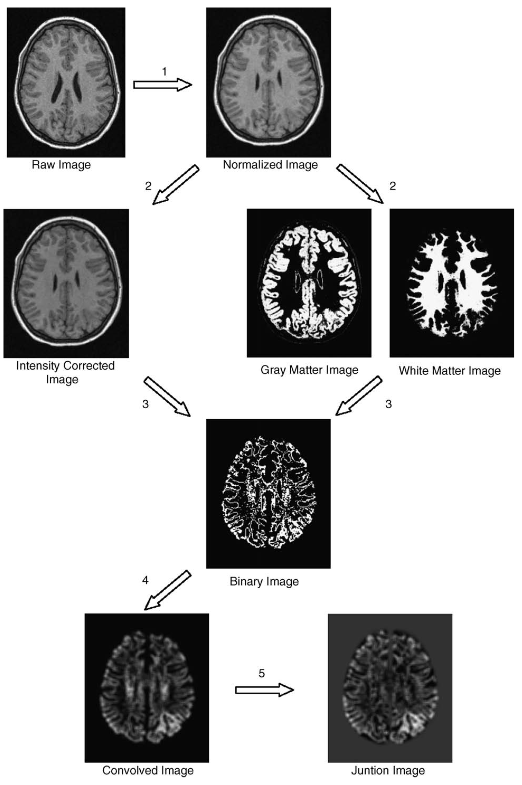 1
Raw Image
Normalized Image
2
2
Intensity Corrected
Image
Gray Matter Image
White Matter Image
3
3
Binary Image
4
5
Convolved Image
Juntion Image